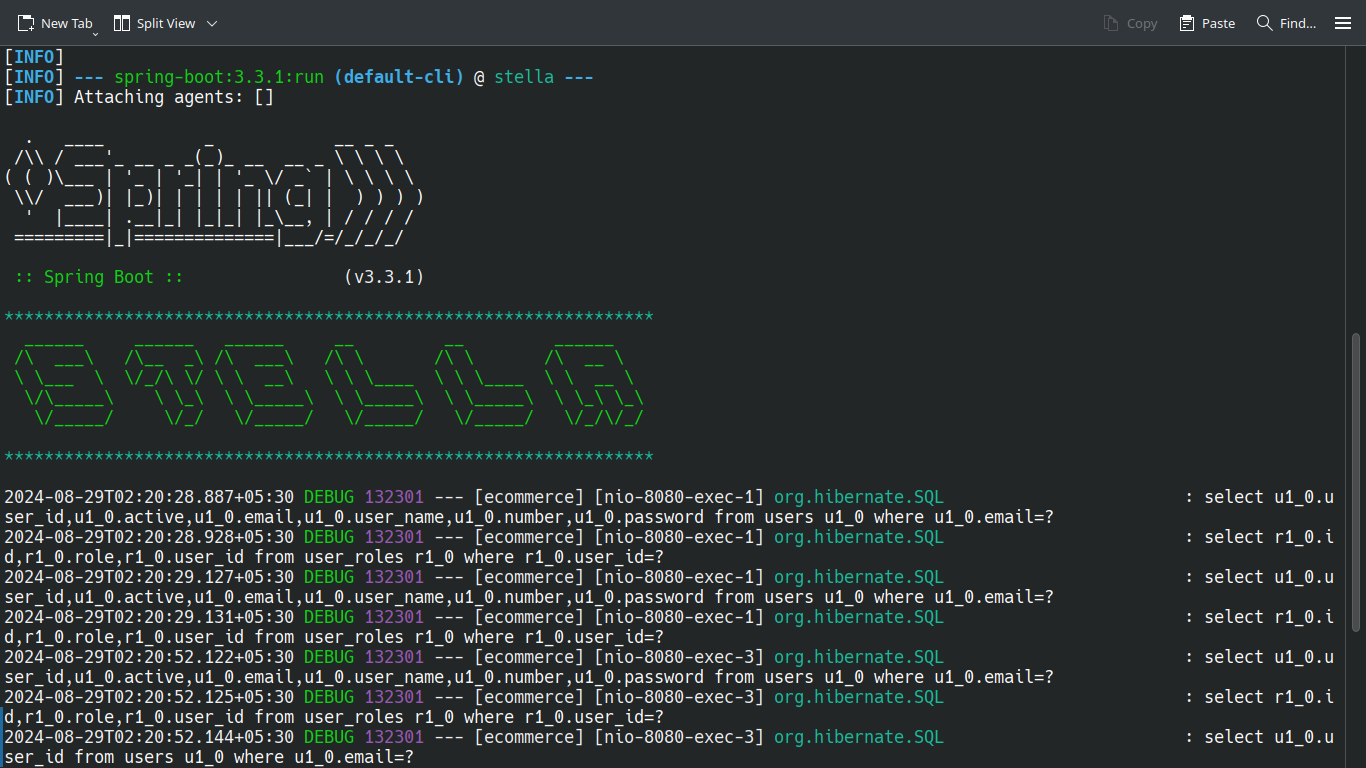 New Tab Split View Copy Paste Find...
[INFO]
[INFO] --- spring-boot:3.3.1:run (default-cli) @ stella ---
[INFO] Attaching agents: []
Spring
:: Spring Boot :: (v3.3.1)
*****************************************************************
STELLA
*****************************************************************
2024-08-29T02:20:28.887+05:30 DEBUG 132301 --- [ecommerce] [nio-8080-exec-1] org.hibernate.SQL : select u1_0.u
ser_id,u1_0.active,u1_0.email,u1_0.user_name,u1_0.number,u1_0.password from users u1_0 where u1_0.email=?
2024-08-29T02:20:28.928+05:30 DEBUG 132301 --- [ecommerce] [nio-8080-exec-1] org.hibernate.SQL : select r1_0.i
d,r1_0.role,r1_0.user_id from user_roles r1_0 where r1_0.user_id=?
2024-08-29T02:20:29.127+05:30 DEBUG 132301 --- [ecommerce] [nio-8080-exec-1] org.hibernate.SQL : select u1_0.u
ser_id,u1_0.active,u1_0.email,u1_0.user_name,u1_0.number,u1_0.password from users u1_0 where u1_0.email=?
2024-08-29T02:20:29.131+05:30 DEBUG 132301 --- [ecommerce] [nio-8080-exec-1] org.hibernate.SQL : select r1_0.i
d,r1_0.role,r1_0.user_id from user_roles r1_0 where r1_0.user_id=?
2024-08-29T02:20:52.122+05:30 DEBUG 132301 --- [ecommerce] [nio-8080-exec-3] org.hibernate.SQL : select u1_0.u
ser_id,u1_0.active,u1_0.email,u1_0.user_name,u1_0.number,u1_0.password from users u1_0 where u1_0.email=?
2024-08-29T02:20:52.125+05:30 DEBUG 132301 --- [ecommerce] [nio-8080-exec-3] org.hibernate.SQL : select r1_0.i
d,r1_0.role,r1_0.user_id from user_roles r1_0 where r1_0.user_id=?
2024-08-29T02:20:52.144+05:30 DEBUG 132301 --- [ecommerce] [nio-8080-exec-3] org.hibernate.SQL : select u1_0.u
ser_id from users u1_0 where u1_0.email=?